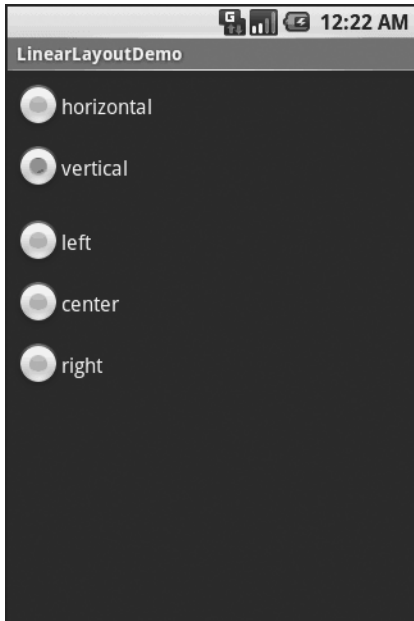 G
12:22 AM
LinearLayoutDemo
horizontal
vertical
left
center
right